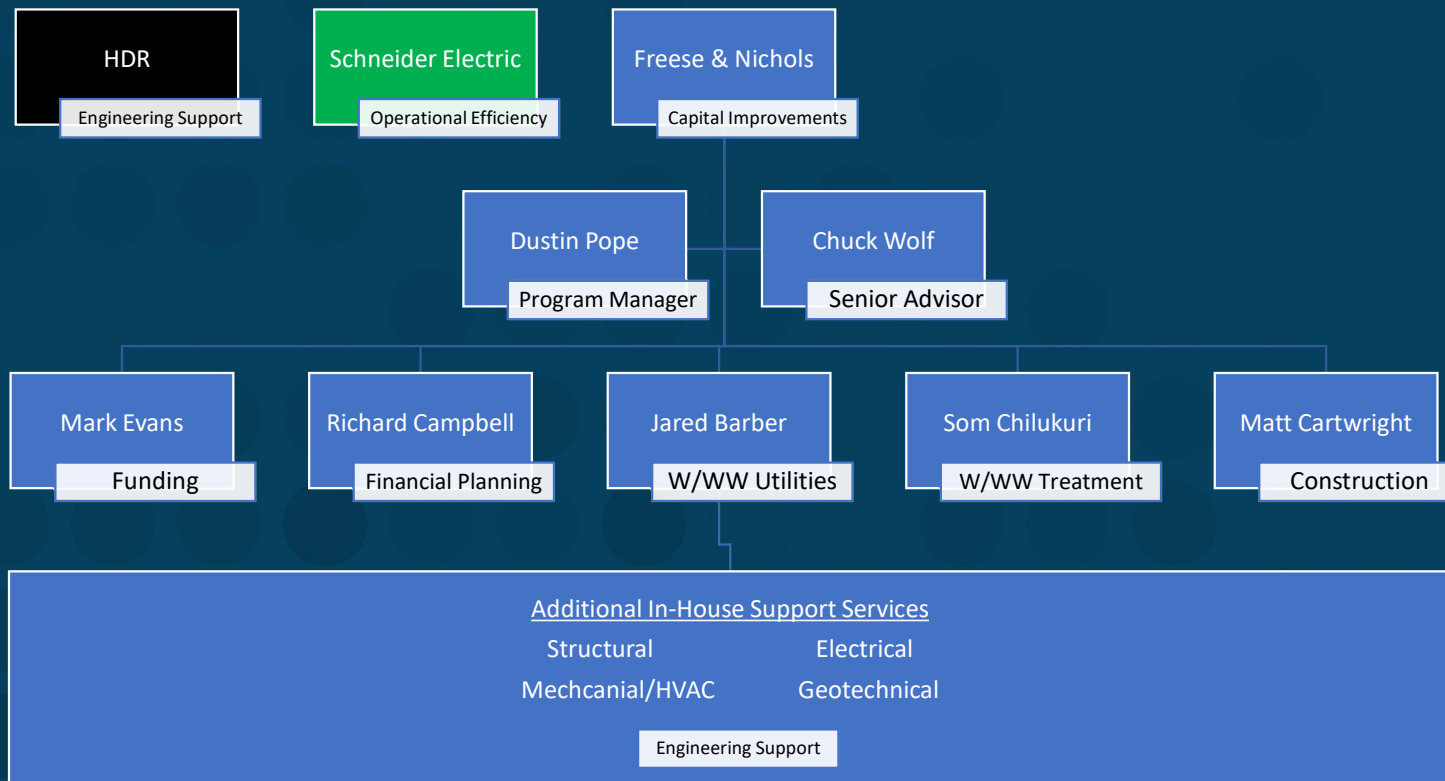 HDR
Engineering Support
Schneider Electric
Operational Efficiency
Freese & Nichols
Capital Improvements
Dustin Pope
Program Manager
Chuck Wolf
Senior Advisor
Mark Evans
Funding
Richard Campbell
Financial Planning
Jared Barber
W/WW Utilities
Som Chilukuri
W/WW Treatment
Matt Cartwright
Construction
Additional In-House Support Services
Structural Electrical
Mechcanial/HVAC Geotechnical
Engineering Support